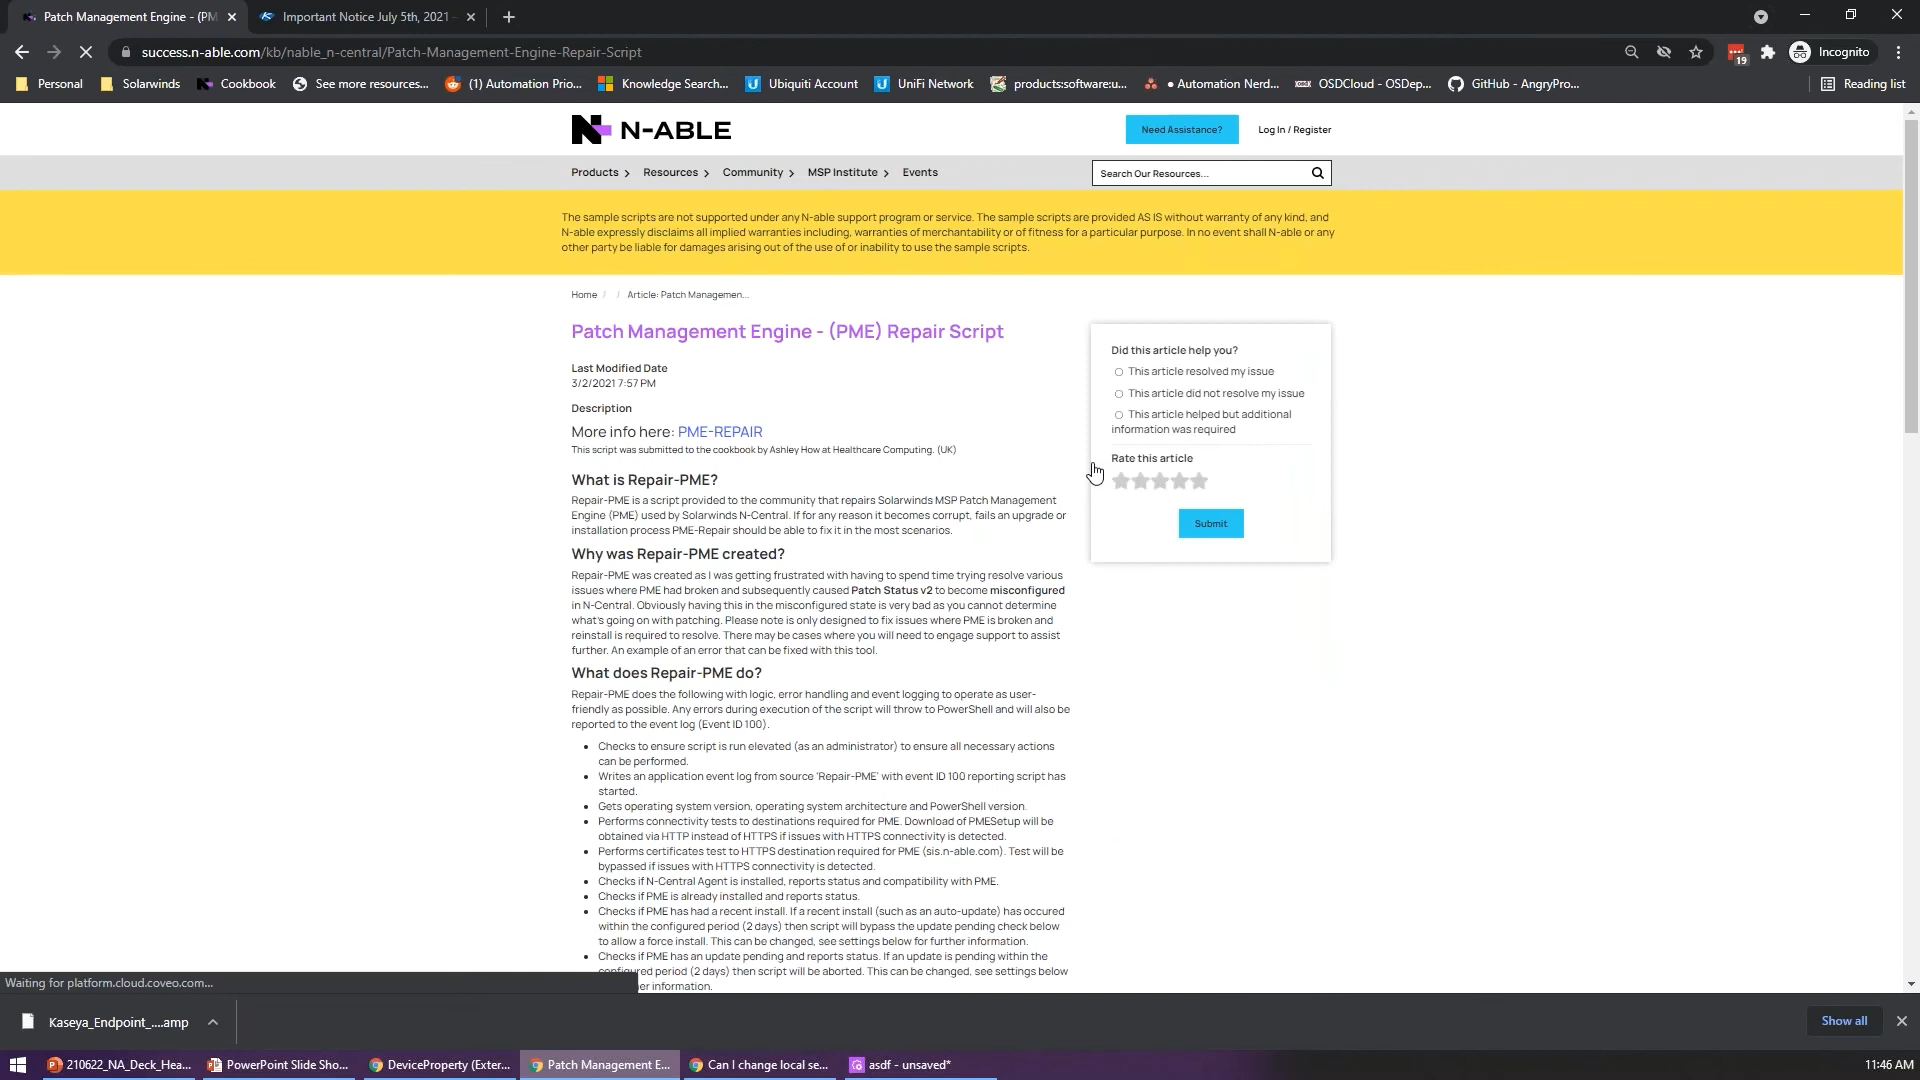 Patch Management Engine - (PM
Important Notice July 5th, 2021
success.n-able.com/kb/nable_n-central/Patch-Management-Engine-Repair-Script
19
Incognito
Personal
Solarwinds
Cookbook
See more resources...
(1) Automation Prio...
Knowledge Search...
Ubiquiti Account
UniFi Network
products:software:u...
• Automation Nerd...
OSDCloud - OSDep...
GitHub - AngryPro...
Reading list
N-ABLE
Need Assistance?
Log In / Register
Products
Resources
Community
MSP Institute
Events
Search Our Resources...
The sample scripts are not supported under any N-able support program or service. The sample scripts are provided AS IS without warranty of any kind, and
N-able expressly disclaims all implied warranties including, warranties of merchantability or of fitness for a particular purpose. In no event shall N-able or any
other party be liable for damages arising out of the use of or inability to use the sample scripts.
Home / / Article: Patch Managemen...
Patch Management Engine - (PME) Repair Script
Last Modified Date
3/2/2021 7:57 PM
Description
More info here: PME-REPAIR
This script was submitted to the cookbook by Ashley How at Healthcare Computing. (UK)
What is Repair-PME?
Repair-PME is a script provided to the community that repairs Solarwinds MSP Patch Management
Engine (PME) used by Solarwinds N-Central. If for any reason it becomes corrupt, fails an upgrade or
installation process PME-Repair should be able to fix it in the most scenarios.
Why was Repair-PME created?
Repair-PME was created as I was getting frustrated with having to spend time trying resolve various
issues where PME had broken and subsequently caused Patch Status v2 to become misconfigured
in N-Central. Obviously having this in the misconfigured state is very bad as you cannot determine
what's going on with patching. Please note is only designed to fix issues where PME is broken and
reinstall is required to resolve. There may be cases where you will need to engage support to assist
further. An example of an error that can be fixed with this tool.
What does Repair-PME do?
Repair-PME does the following with logic, error handling and event logging to operate as user-
friendly as possible. Any errors during execution of the script will throw to PowerShell and will also be
reported to the event log (Event ID 100).
• Checks to ensure script is run elevated (as an administrator) to ensure all necessary actions
can be performed.
• Writes an application event log from source 'Repair-PME' with event ID 100 reporting script has
started.
• Gets operating system version, operating system architecture and PowerShell version.
• Performs connectivity tests to destinations required for PME. Download of PMESetup will be
obtained via HTTP instead of HTTPS if issues with HTTPS connectivity is detected.
• Performs certificates test to HTTPS destination required for PME (sis.n-able.com). Test will be
bypassed if issues with HTTPS connectivity is detected.
• Checks if N-Central Agent is installed, reports status and compatibility with PME.
• Checks if PME is already installed and reports status.
• Checks if PME has had a recent install. If a recent install (such as an auto-update) has occured
within the configured period (2 days) then script will bypass the update pending check below
to allow a force install. This can be changed, see settings below for further information.
• Checks if PME has an update pending and reports status. If an update is pending within the
configured period (2 days) then script will be aborted. This can be changed, see settings below
er information.
Did this article help you?
This article resolved my issue
This article did not resolve my issue
This article helped but additional
information was required
Rate this article
Submit
Waiting for platform.cloud.coveo.com...
Kaseya_Endpoint_....amp
Show all
210622_NA_Deck_Hea...
PowerPoint Slide Sho...
DeviceProperty (Exter...
Patch Management E...
Can I change local se...
asdf - unsaved*
11:46 AM